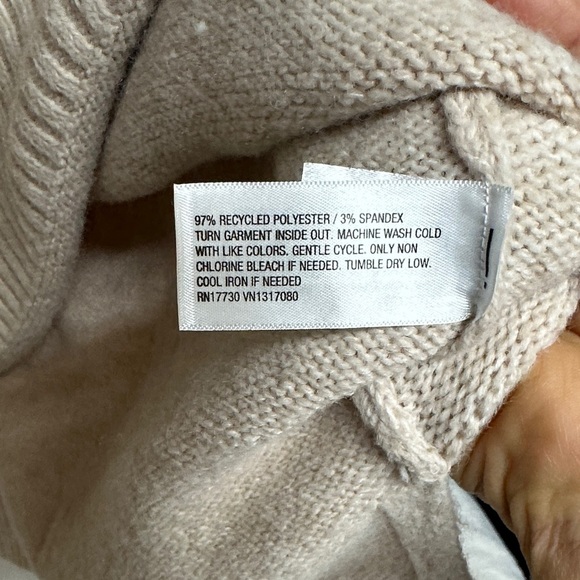 97% RECYCLED POLYESTER / 3% SPANDEX
TURN GARMENT INSIDE OUT. MACHINE WASH COLD
WITH LIKE COLORS. GENTLE CYCLE. ONLY NON
CHLORINE BLEACH IF NEEDED. TUMBLE DRY LOW.
COOL IRON IF NEEDED
RN17730 VN1317080